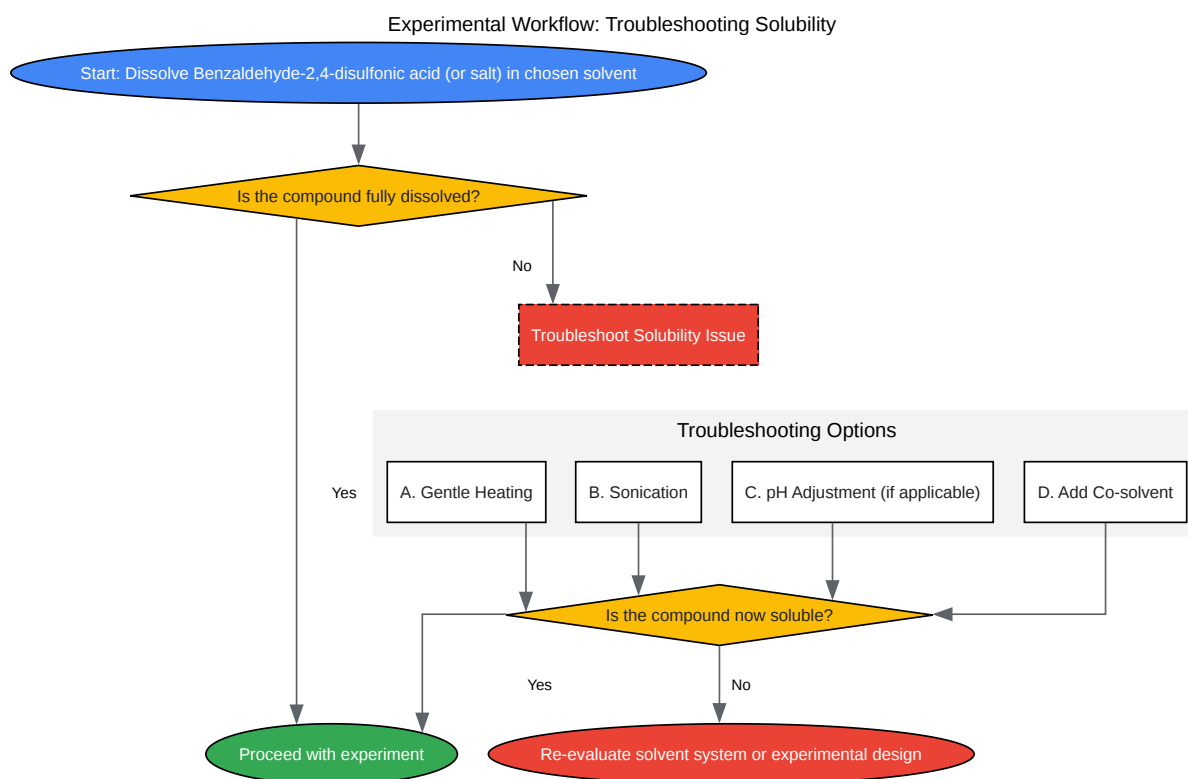 Experimental Workflow: Troubleshooting Solubility
Start: Dissolve Benzaldehyde-2,4-disulfonic acid (or salt) in chosen solvent
Is the compound fully dissolved?
No
Troubleshoot Solubility Issue
Troubleshooting Options
A. Gentle Heating
B. Sonication
C. pH Adjustment (if applicable)
D. Add Co-solvent
Yes
Is the compound now soluble?
Yes
No
Proceed with experiment
Re-evaluate solvent system or experimental design